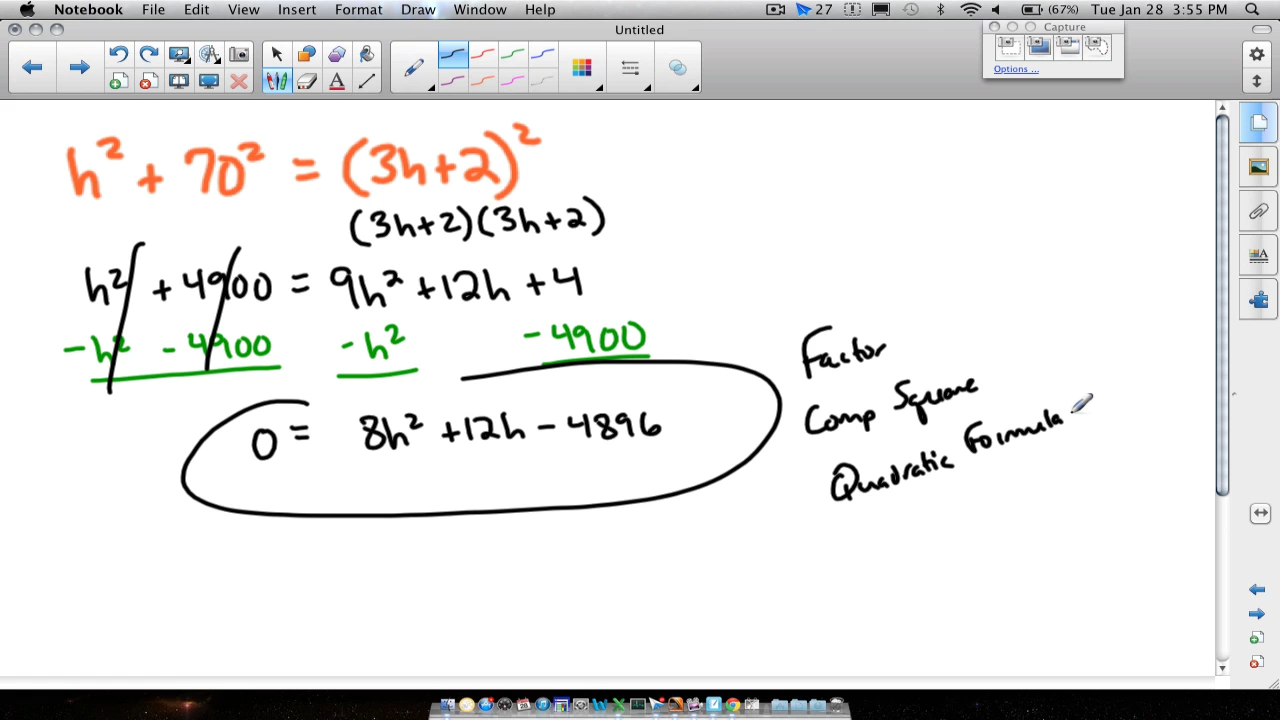 Notebook File Edit View Insert Format Draw Window Help 27 (67%) Tue Jan 28 3:55 PM
Untitled
Capture
Options ...
h² + 70² = (3h+2)²
(3h+2)(3h+2)
h² + 4900 = 9h² + 12h + 4
-h² - 4900 -h² - 4900
0 = 8h² + 12h - 4896
Factor
Comp Square
Quadratic Formula